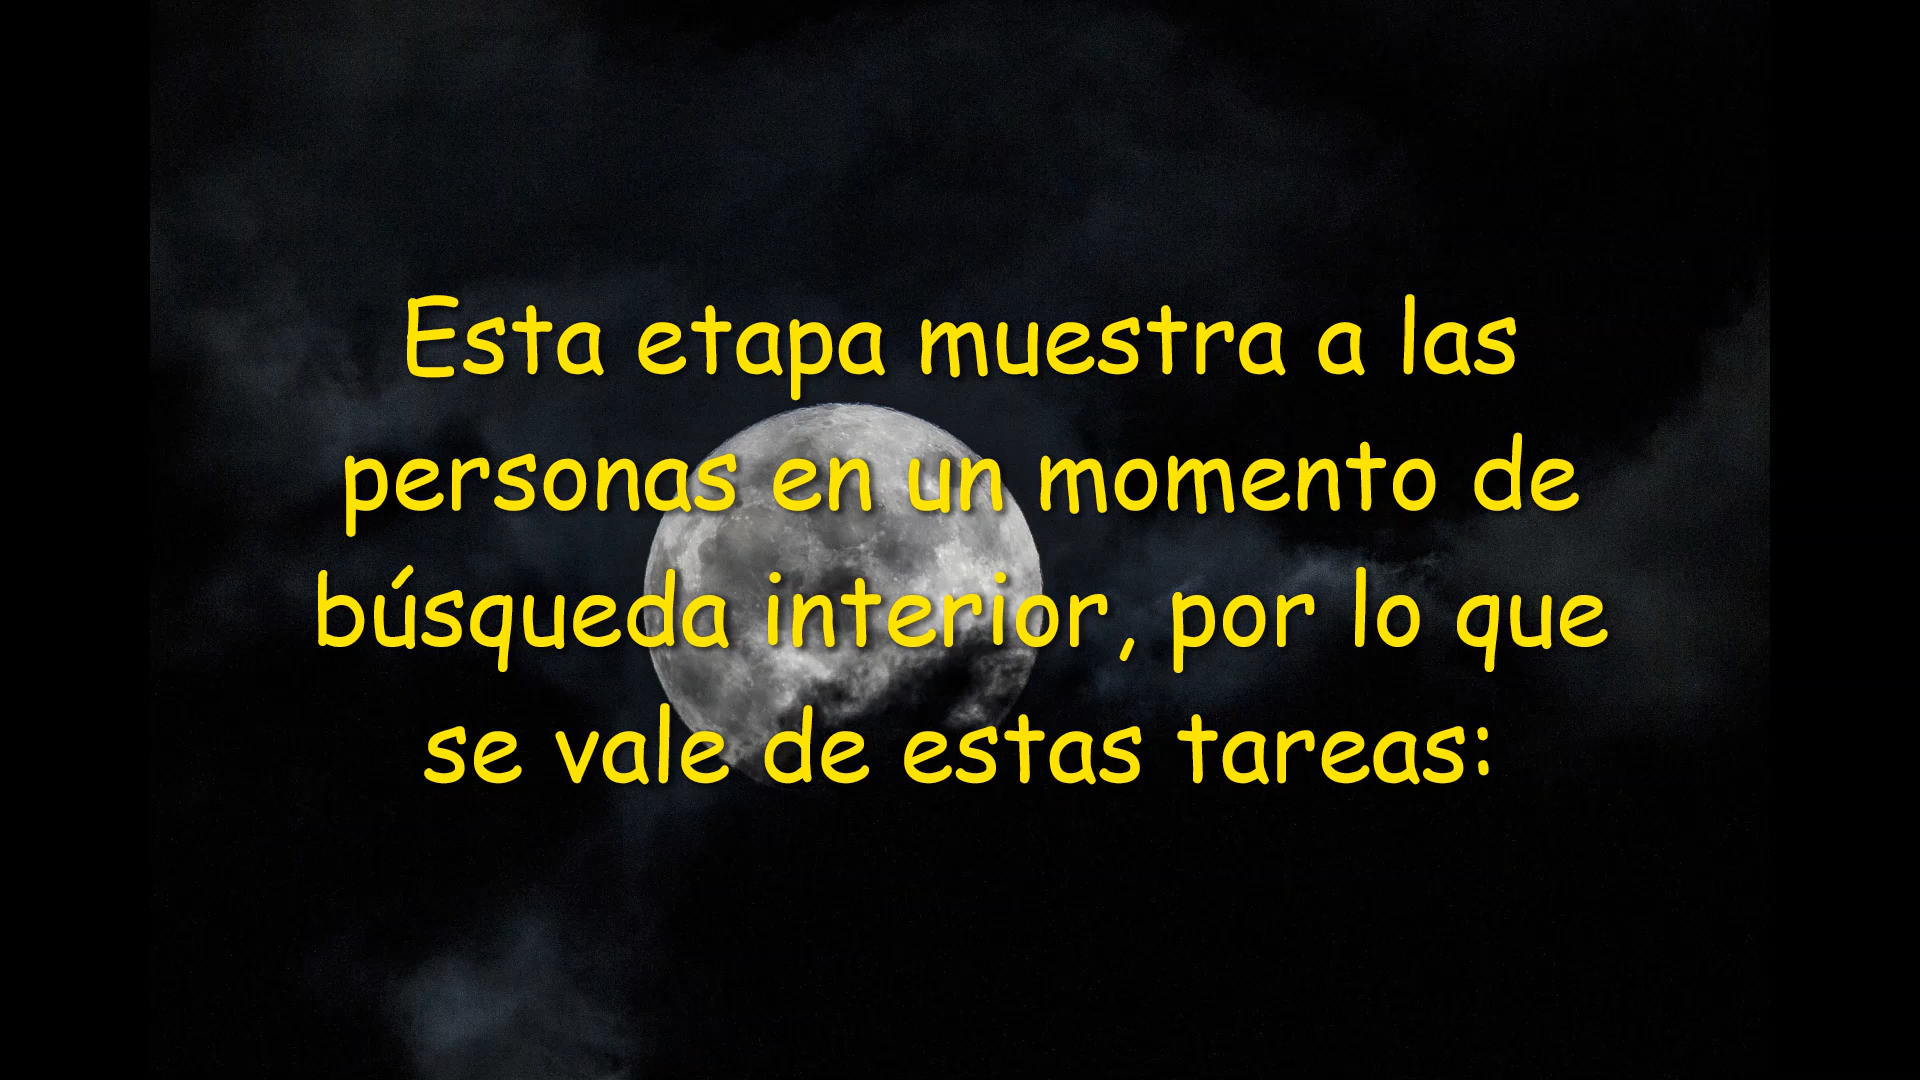 Esta etapa muestra a las
personas en un momento de
búsqueda interior, por lo que
se vale de estas tareas: